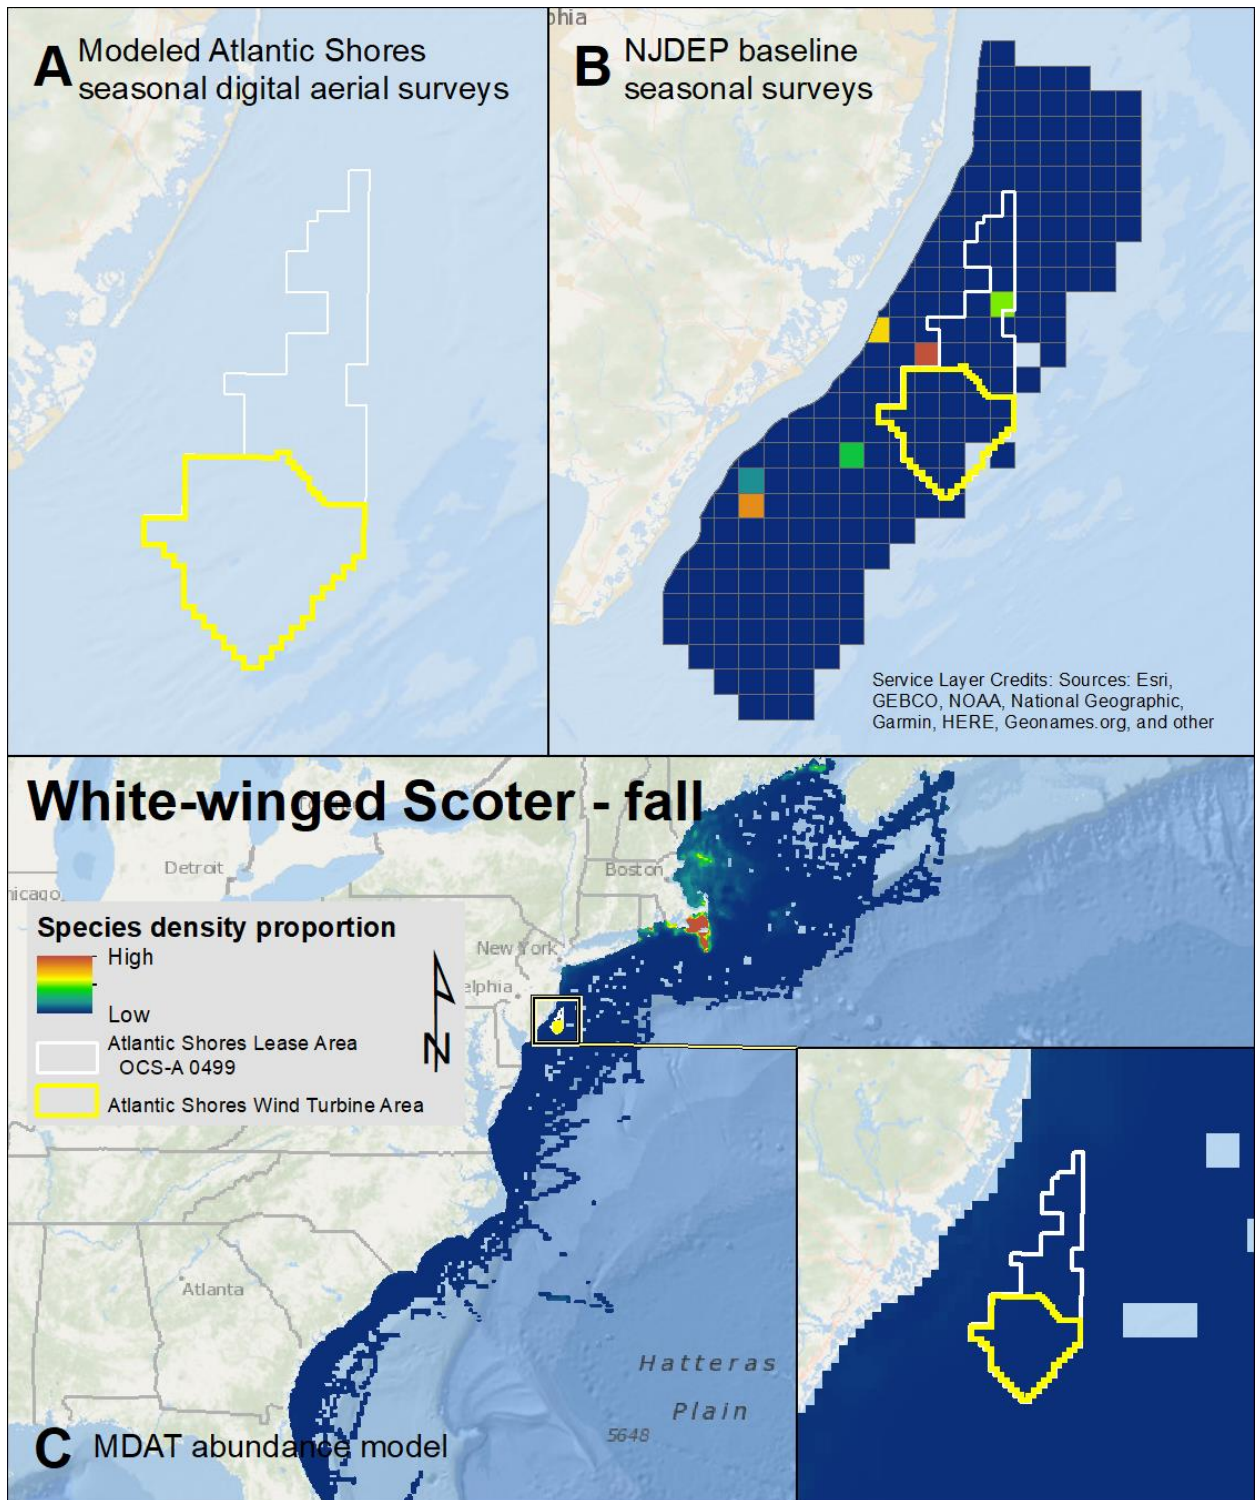 A Modeled Atlantic Shores
seasonal digital aerial surveys
phia
B NJDEP baseline
seasonal surveys
Service Layer Credits: Sources: Esri,
GEBCO, NOAA, National Geographic,
Garmin, HERE, Geonames.org, and other
White-winged Scoter - fall
Detroit
Boston
hicago
Species density proportion
High
Low
New York
elphia
Atlantic Shores Lease Area
OCS-A 0499
N
Atlantic Shores Wind Turbine Area
Atlanta
Hatteras
Plain
5648
C MDAT abundance model